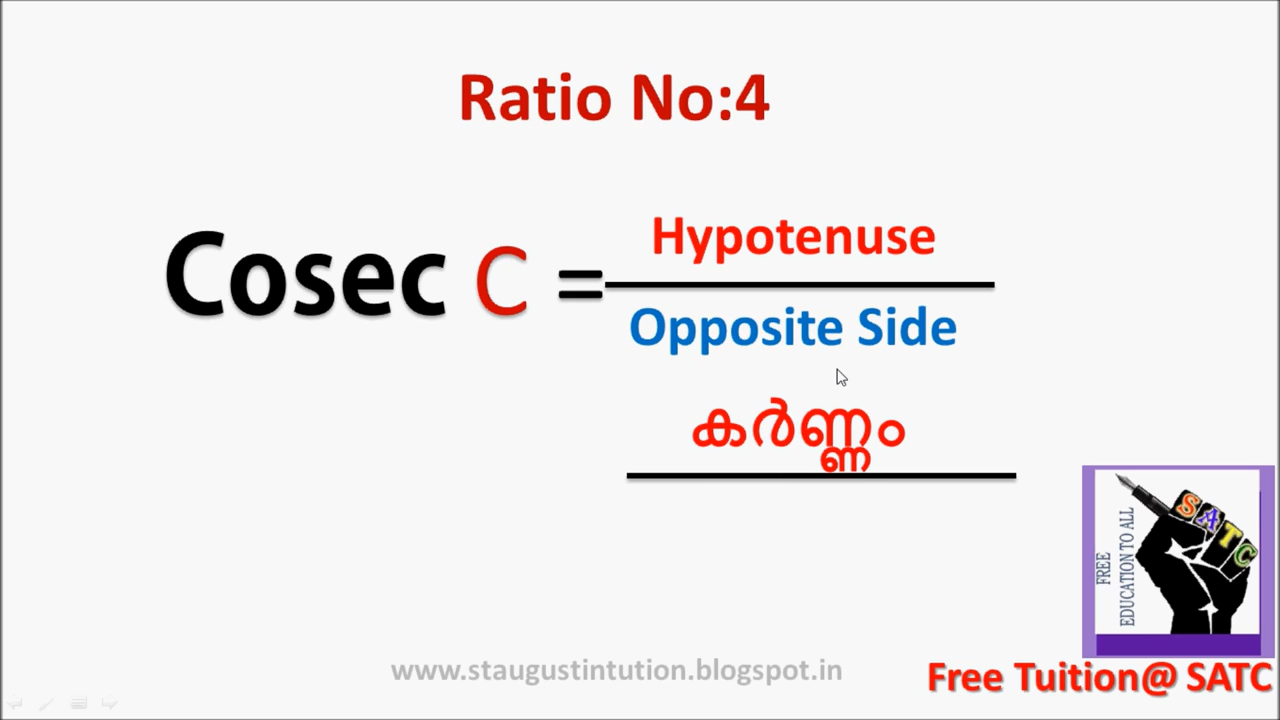 Ratio No:4
Cosec C =
Hypotenuse
Opposite Side
കർണ്ണം
SATC
FREE
EDUCATION TO ALL
www.staugustintution.blogspot.in
Free Tuition@ SATC